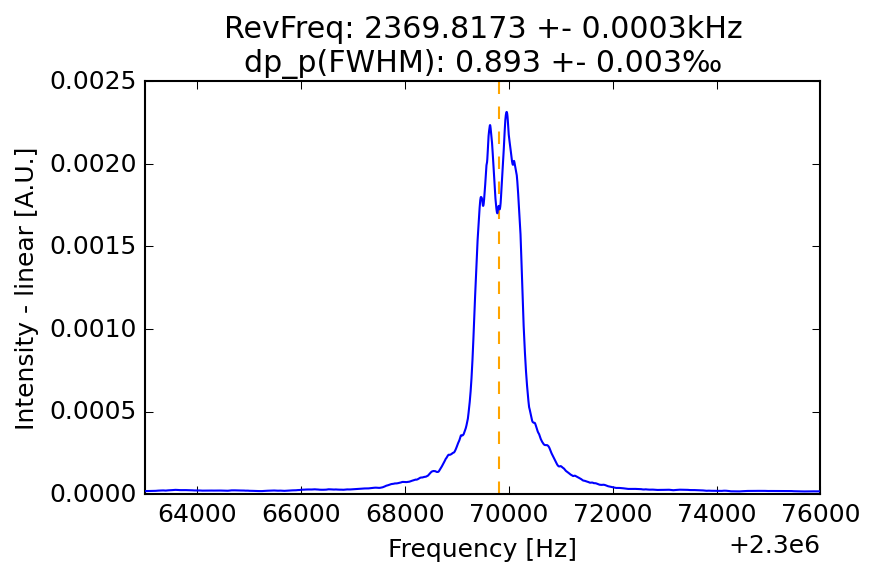 RevFreq: 2369.8173 +- 0.0003kHz
dp_p(FWHM): 0.893 +- 0.003‰
Intensity - linear [A.U.]
0.0025
0.0020
0.0015
0.0010
0.0005
0.0000
64000 66000 68000 70000 72000 74000 76000
Frequency [Hz]
+2.3e6